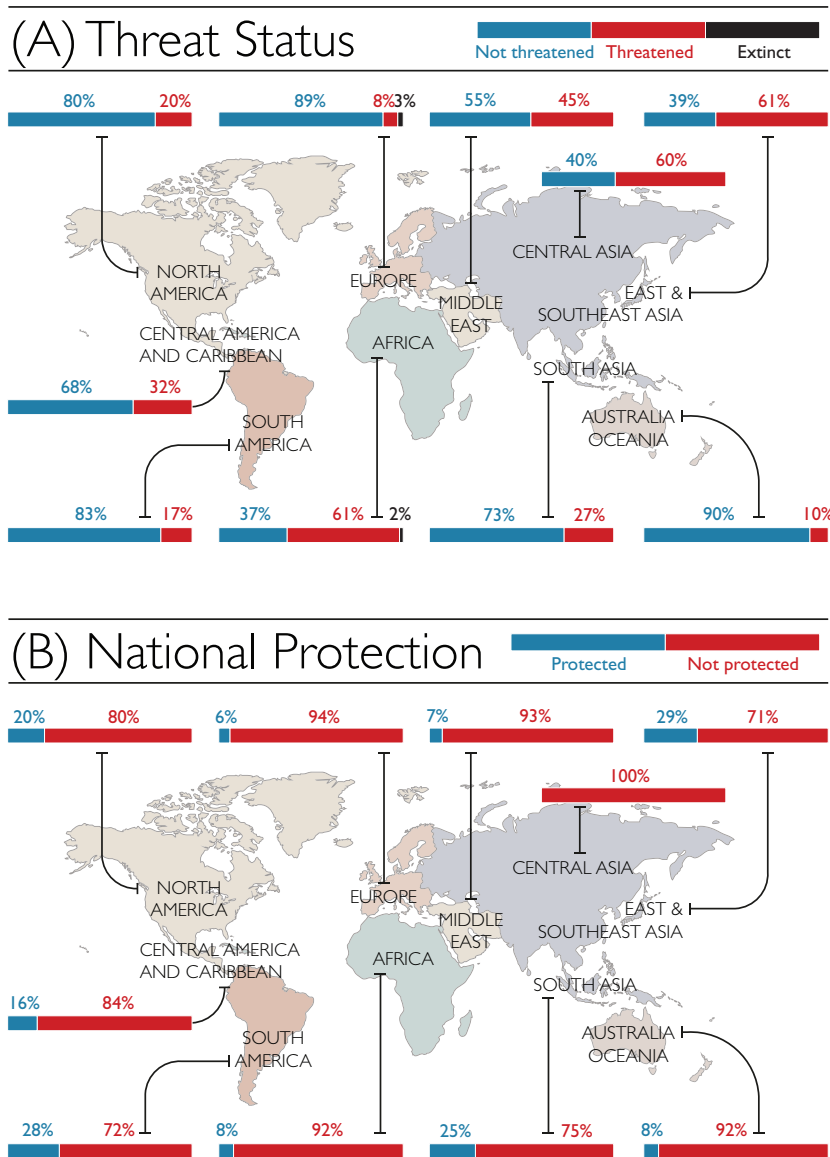 (A) Threat Status
Not threatened Threatened Extinct
80% 20% 89% 8% 3% 55% 45% 39% 61%
40% 60%
CENTRAL ASIA
NORTH
AMERICA
EUROPE
EAST &
SOUTHEAST ASIA
MIDDLE
EAST
CENTRAL AMERICA
AND CARIBBEAN
AFRICA
SOUTH ASIA
68% 32%
SOUTH
AMERICA
AUSTRALIA
OCEANIA
83% 17% 37% 61% 2% 73% 27% 90% 10%
(B) National Protection
Protected Not protected
20% 80% 6% 94% 7% 93% 29% 71%
100%
CENTRAL ASIA
NORTH
AMERICA
EUROPE
EAST &
SOUTHEAST ASIA
MIDDLE
EAST
CENTRAL AMERICA
AND CARIBBEAN
AFRICA
SOUTH ASIA
16% 84%
SOUTH
AMERICA
AUSTRALIA
OCEANIA
28% 72% 8% 92% 25% 75% 8% 92%